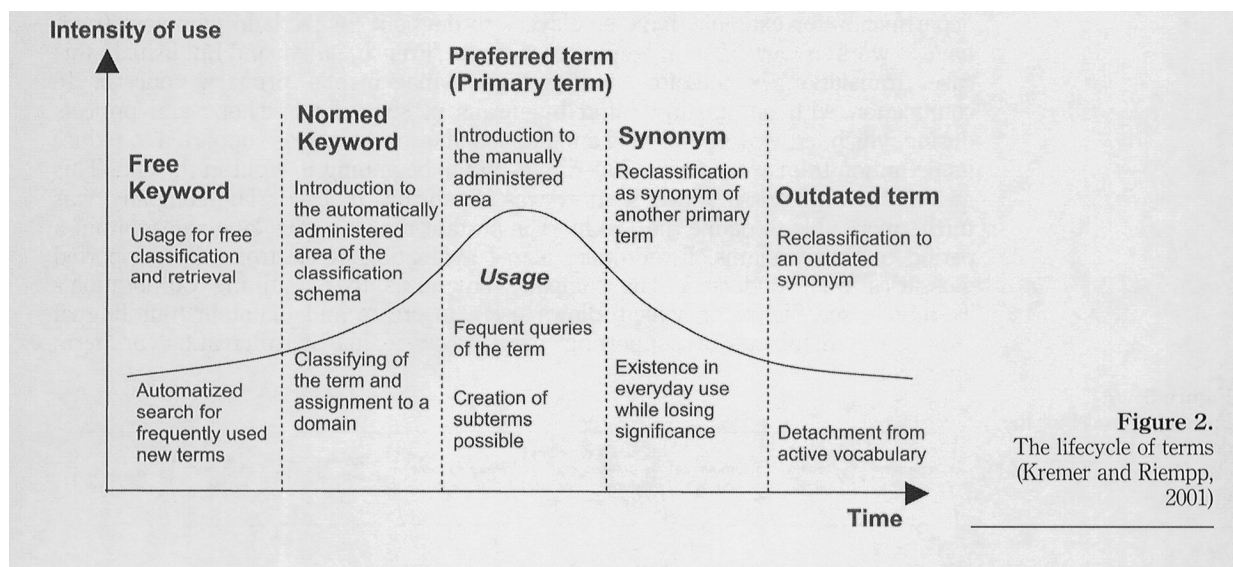 Intensity of use
Free
Keyword
Usage for free
classification
and retrieval
Automatized
search for
frequently used
new terms
Normed
Keyword
Introduction to
the automatically
administered
area of the
classification
schema
Classifying of
the term and
assignment to a
domain
Preferred term
(Primary term)
Introduction to
the manually
administered
area
Usage
Fequent queries
of the term
Creation of
subterms
possible
Synonym
Reclassification
as synonym of
another primary
term
Existence in
everyday use
while losing
significance
Outdated term
Reclassification to
an outdated
synonym
Detachment from
active vocabulary
Time
Figure 2.
The lifecycle of terms
(Kremer and Riempp,
2001)